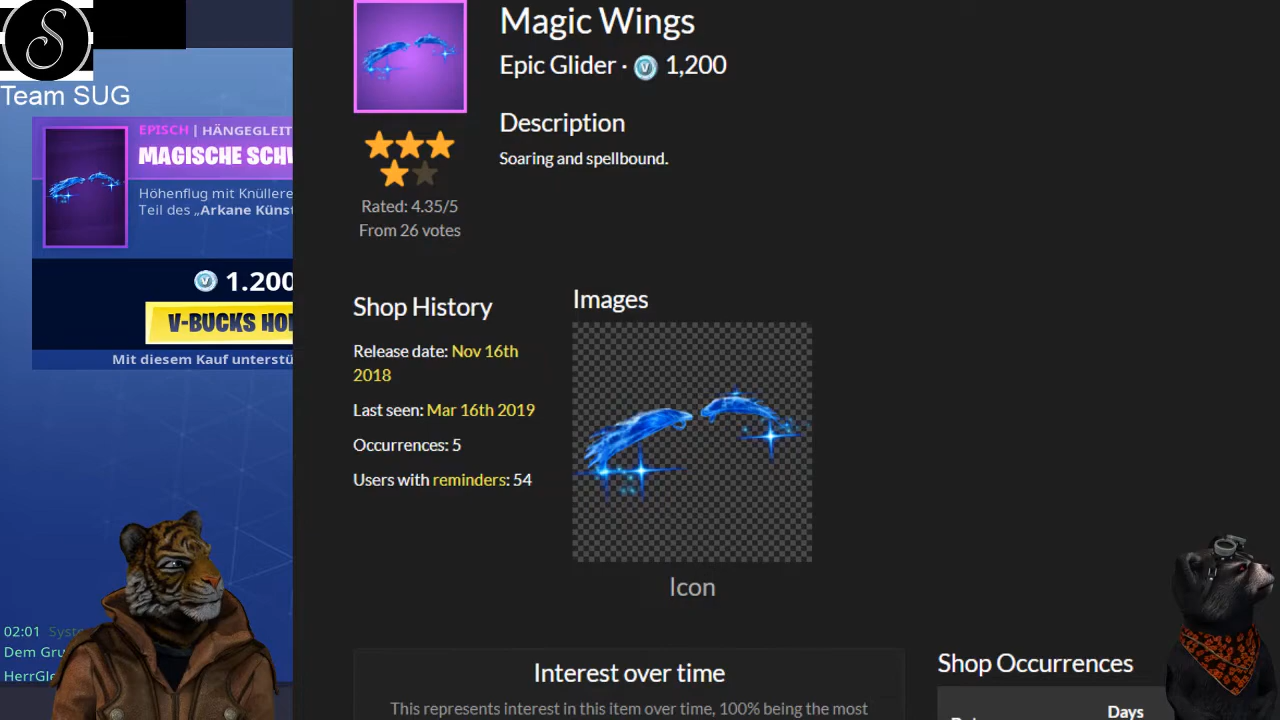 S
Team SUG
EPISCH | HÄNGEGLEIT
MAGISCHE SCHW
Höhenflug mit Knüllere
Teil des „Arkane Künst
1.200
V-BUCKS HOL
Mit diesem Kauf unterstü
02:01 Syste
Dem Gru
HerrGle
Magic Wings
Epic Glider · V 1,200
Description
Soaring and spellbound.
Rated: 4.35/5
From 26 votes
Shop History
Release date: Nov 16th
2018
Last seen: Mar 16th 2019
Occurrences: 5
Users with reminders: 54
Images
Icon
Interest over time
This represents interest in this item over time, 100% being the most
Shop Occurrences
Days